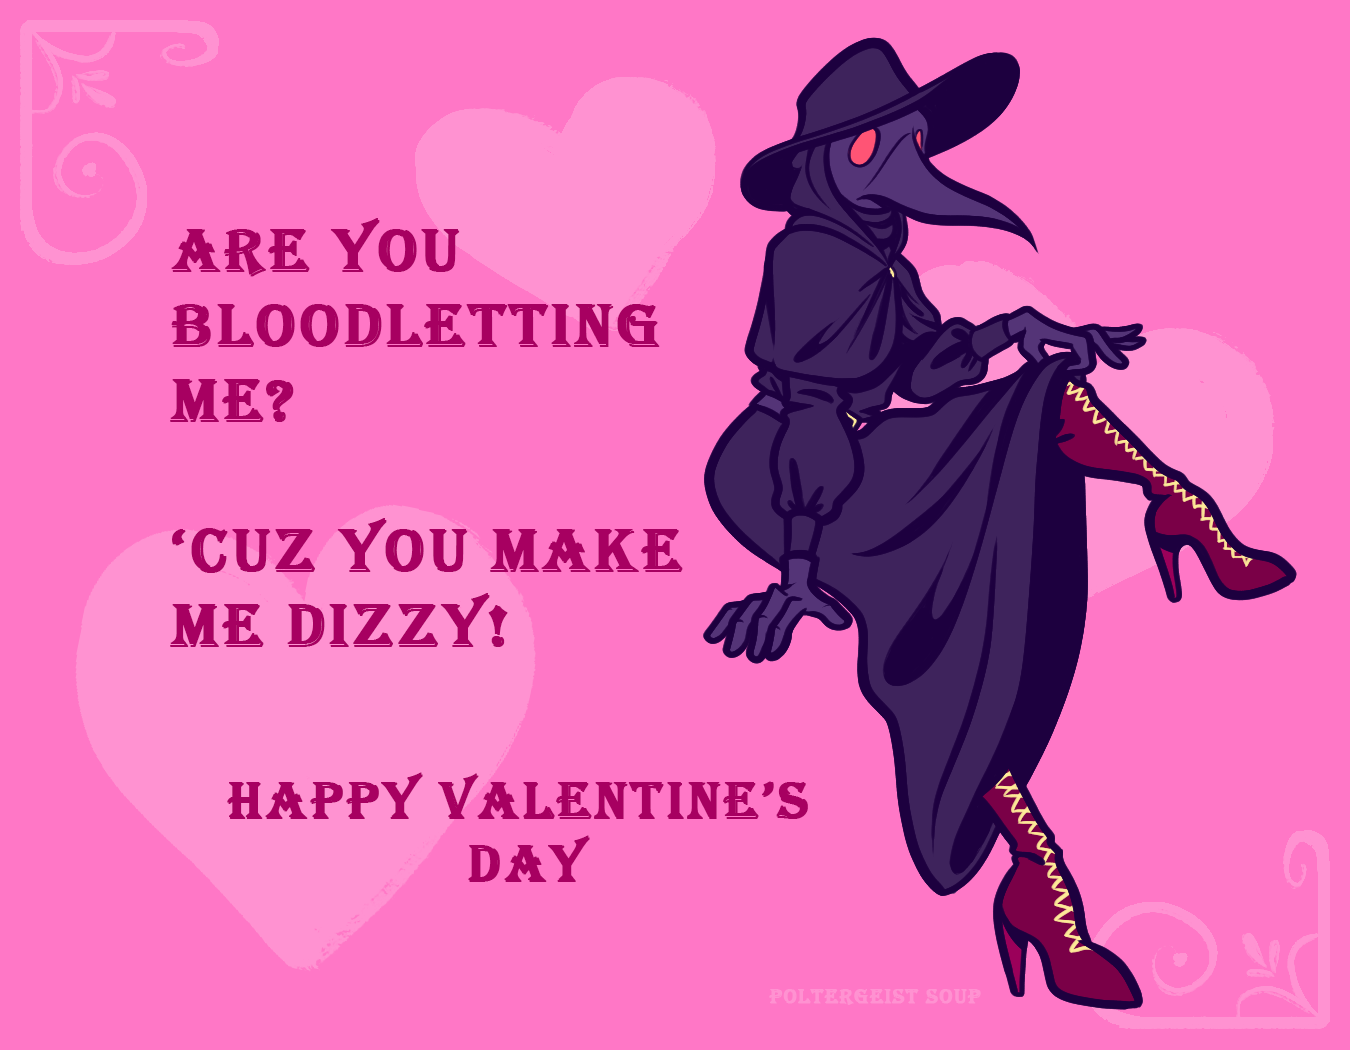 ARE YOU
BLOODLETTING
ME?
‘CUZ YOU MAKE
ME DIZZY!
HAPPY VALENTINE’S
DAY
POLTERGEIST SOUP